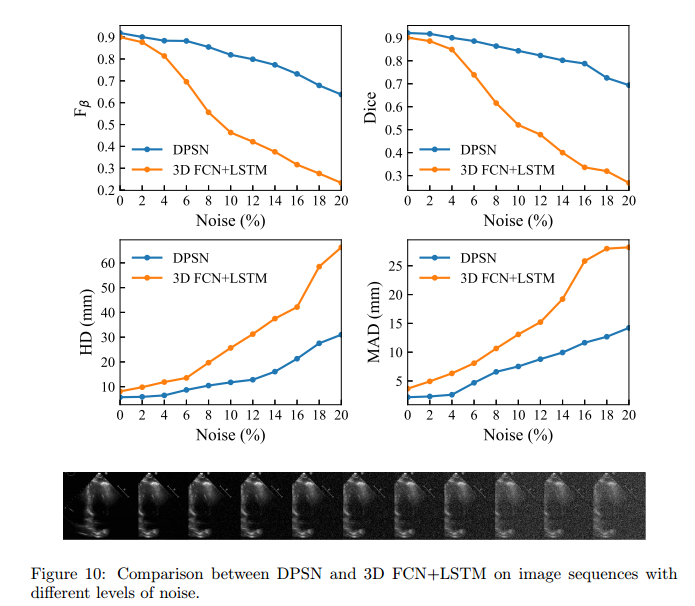 0.9
0.8
0.7
0.6
0.5
0.4
0.3
0.2
Fβ
DPSN
3D FCN+LSTM
0 2 4 6 8 10 12 14 16 18 20
Noise (%)
0.9
0.8
0.7
0.6
0.5
0.4
0.3
Dice
DPSN
3D FCN+LSTM
0 2 4 6 8 10 12 14 16 18 20
Noise (%)
60
50
40
30
20
10
HD (mm)
DPSN
3D FCN+LSTM
0 2 4 6 8 10 12 14 16 18 20
Noise (%)
25
20
15
10
5
MAD (mm)
DPSN
3D FCN+LSTM
0 2 4 6 8 10 12 14 16 18 20
Noise (%)
Figure 10: Comparison between DPSN and 3D FCN+LSTM on image sequences with
different levels of noise.